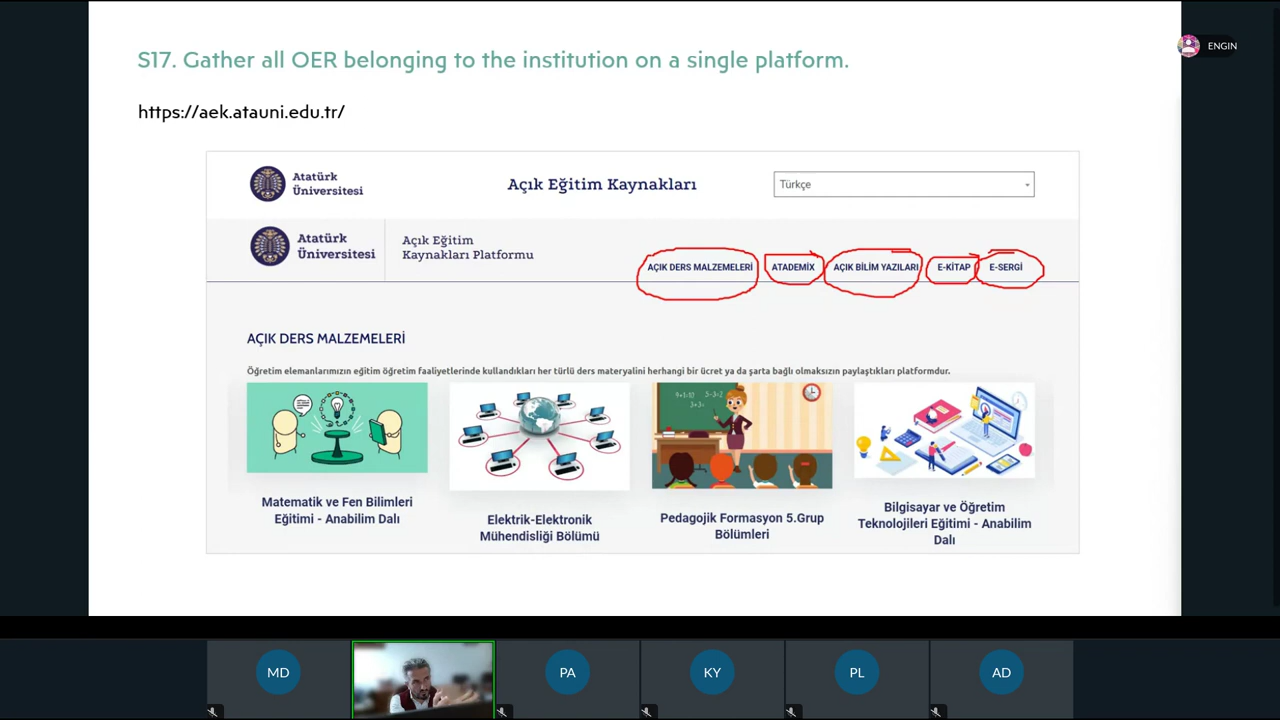 S17. Gather all OER belonging to the institution on a single platform.
ENGIN
https://aek.atauni.edu.tr/
Atatürk
Üniversitesi
Açık Eğitim Kaynakları
Türkçe
Atatürk
Üniversitesi
Açık Eğitim
Kaynakları Platformu
AÇIK DERS MALZEMELERİ
ATADEMİX
AÇIK BİLİM YAZILARI
E-KİTAP
E-SERGİ
AÇIK DERS MALZEMELERİ
Öğretim elemanlarımızın eğitim öğretim faaliyetlerinde kullandıkları her türlü ders materyalini herhangi bir ücret ya da şarta bağlı olmaksızın paylaştıkları platformdur.
Matematik ve Fen Bilimleri
Eğitimi - Anabilim Dalı
Elektrik-Elektronik
Mühendisliği Bölümü
Pedagojik Formasyon 5.Grup
Bölümleri
Bilgisayar ve Öğretim
Teknolojileri Eğitimi - Anabilim
Dalı
MD
PA
KY
PL
AD